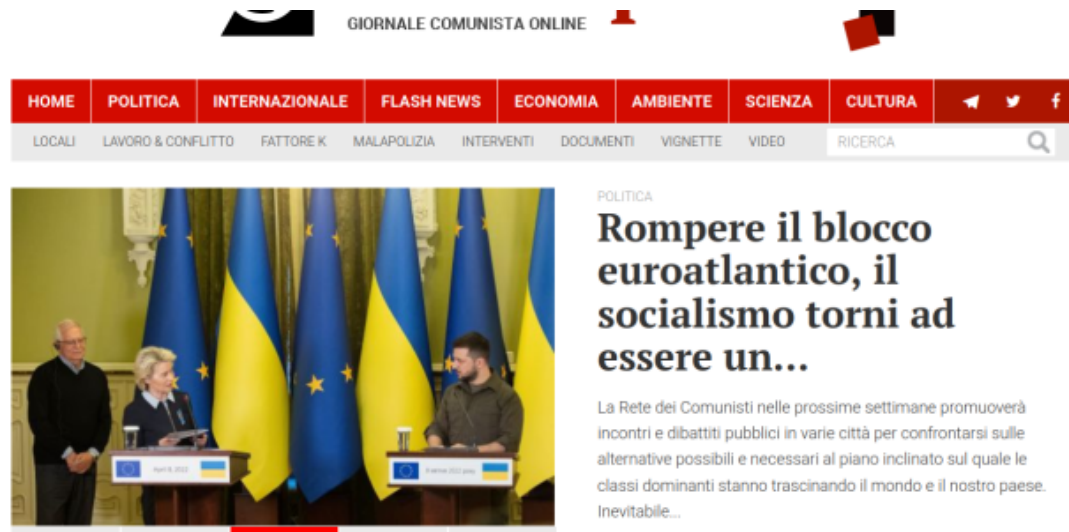 GIORNALE COMUNISTA ONLINE
HOME POLITICA INTERNAZIONALE FLASH NEWS ECONOMIA AMBIENTE SCIENZA CULTURA
LOCALI LAVORO & CONFLITTO FATTORE K MALAPOLIZIA INTERVENTI DOCUMENTI VIGNETTE VIDEO RICERCA
April 8, 2022
POLITICA
Rompere il blocco
euroatlantico, il
socialismo torni ad
essere un...
La Rete dei Comunisti nelle prossime settimane promuoverà
incontri e dibattiti pubblici in varie città per confrontarsi sulle
alternative possibili e necessari al piano inclinato sul quale le
classi dominanti stanno trascinando il mondo e il nostro paese.
Inevitabile...